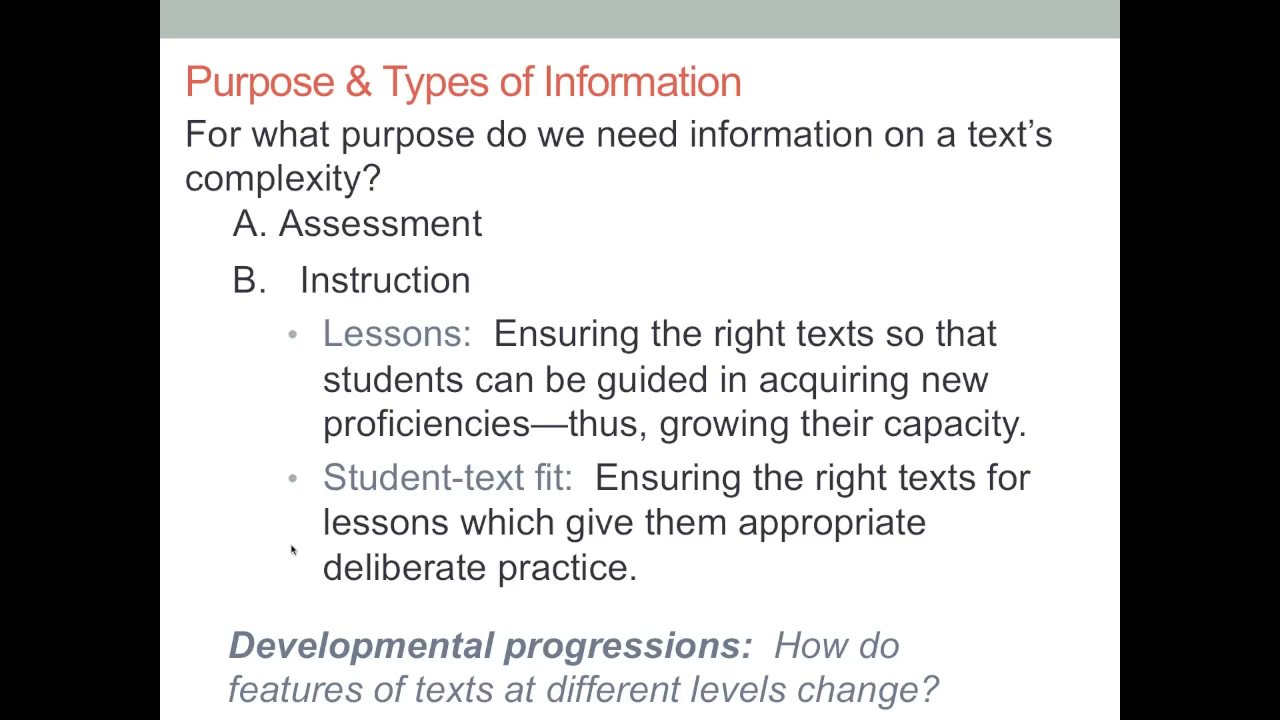 Purpose & Types of Information
For what purpose do we need information on a text’s
complexity?
A. Assessment
B. Instruction
• Lessons: Ensuring the right texts so that
students can be guided in acquiring new
proficiencies—thus, growing their capacity.
• Student-text fit: Ensuring the right texts for
lessons which give them appropriate
deliberate practice.
Developmental progressions: How do
features of texts at different levels change?